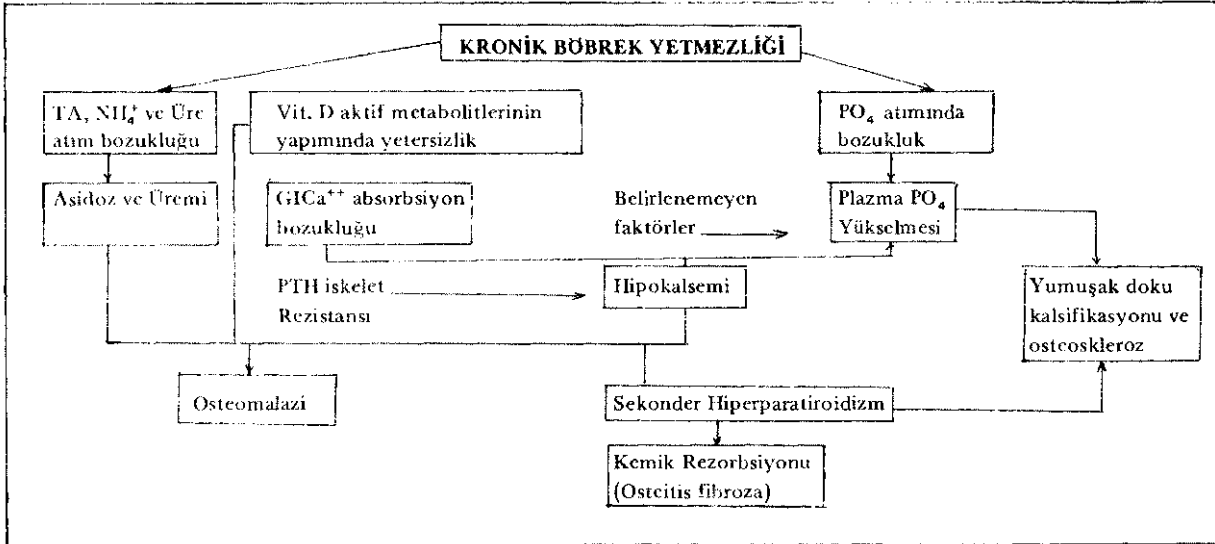 KRONİK BÖBREK YETMEZLİĞİ
TA, NH₄⁺ ve Üre
atım bozukluğu
Vit. D aktif metabolitlerinin
yapımında yetersizlik
PO₄ atımında
bozukluk
Asidoz ve Üremi
GICa⁺⁺ absorbsiyon
bozukluğu
Belirlenemeyen
faktörler
Plazma PO₄
Yükselmesi
PTH iskelet
Rezistansı
Hipokalsemi
Yumuşak doku
kalsifikasyonu ve
osteoskleroz
Osteomalazi
Sekonder Hiperparatiroidizm
Kemik Rezorbsiyonu
(Osteitis fibroza)